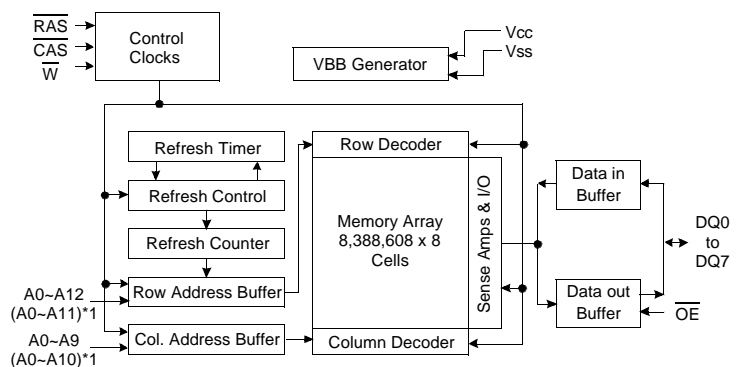 RAS
CAS
W
Control
Clocks
VBB Generator
Vcc
Vss
Refresh Timer
Refresh Control
Refresh Counter
Row Address Buffer
Col. Address Buffer
A0~A12
(A0~A11)*1
A0~A9
(A0~A10)*1
Row Decoder
Memory Array
8,388,608 x 8
Cells
Column Decoder
Sense Amps & I/O
Data in
Buffer
Data out
Buffer
DQ0
to
DQ7
OE